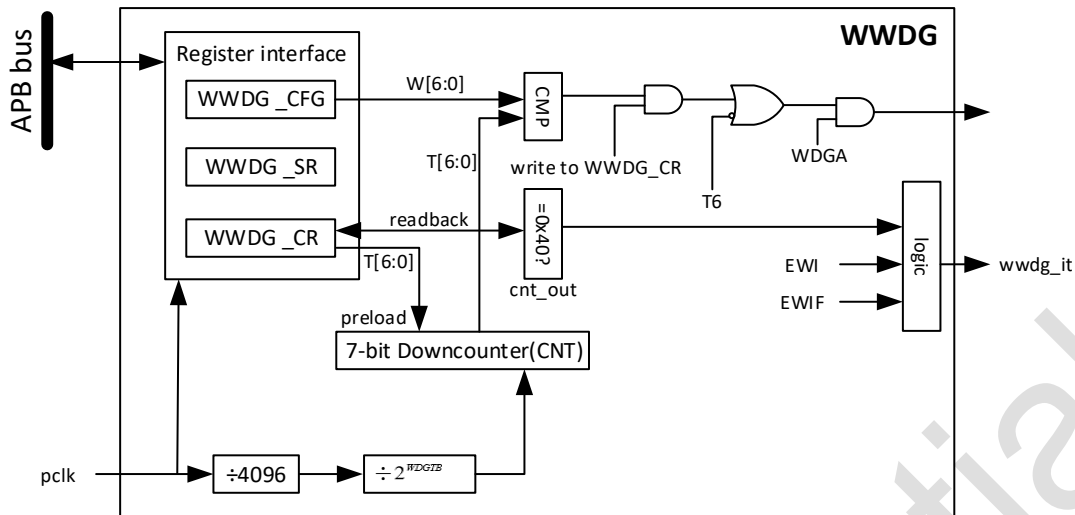 APB bus
WWDG
Register interface
WWDG _CFG
WWDG _SR
WWDG _CR
W[6:0]
CMP
T[6:0]
write to WWDG_CR
WDGA
T6
readback
=0x40?
cnt_out
T[6:0]
preload
7-bit Downcounter(CNT)
EWI
EWIF
logic
wwdg_it
pclk
÷4096
÷ 2^WDGTB
tial